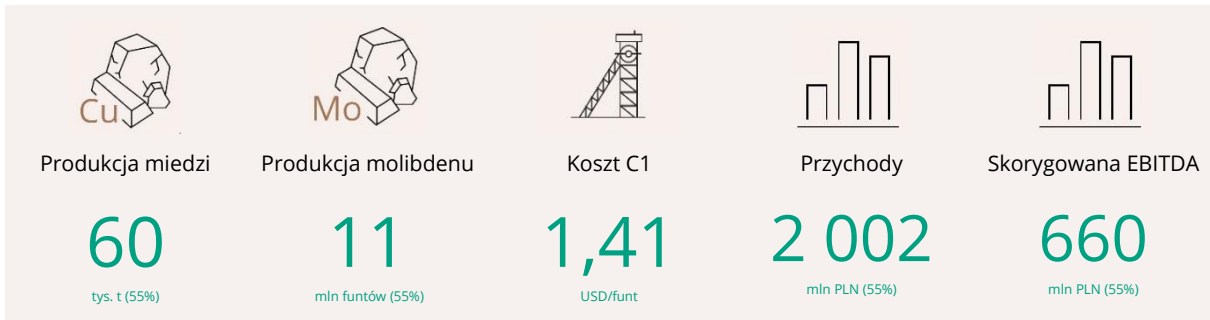 Cu
Mo
Produkcja miedzi
Produkcja molibdenu
Koszt C1
Przychody
Skorygowana EBITDA
60
11
1,41
2 002
660
tys. t (55%)
mln funtów (55%)
USD/funt
mln PLN (55%)
mln PLN (55%)